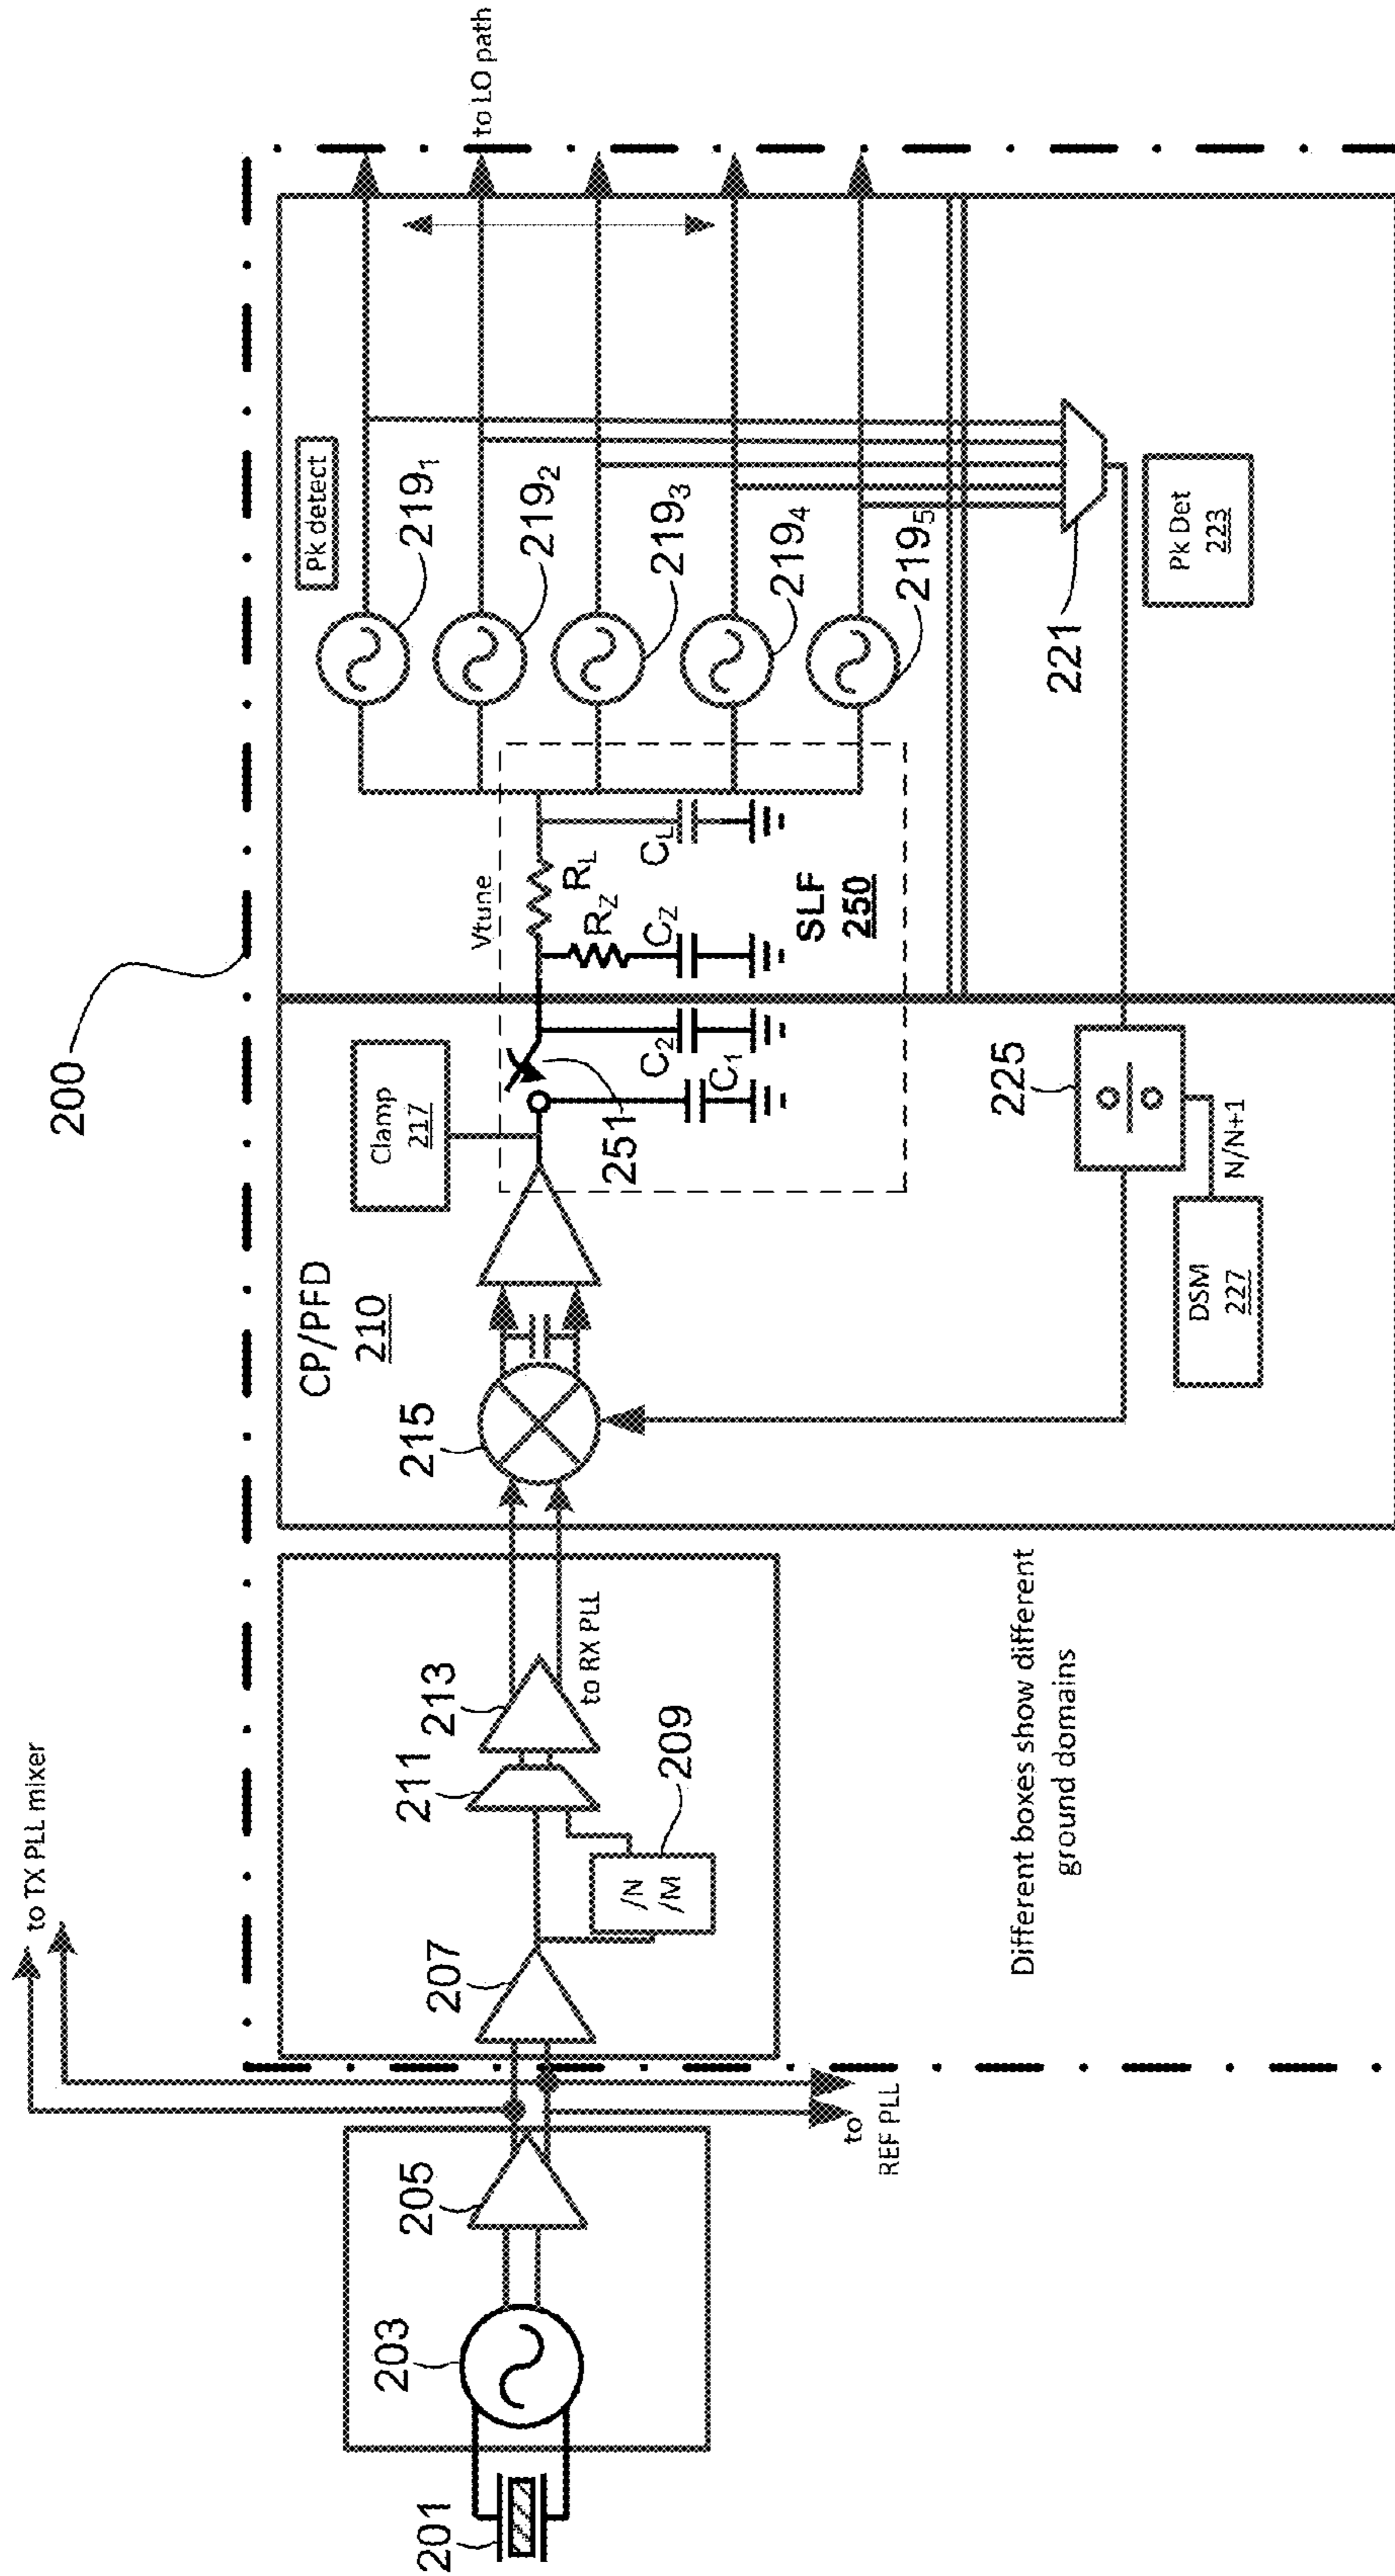 200
to TX PLL mixer
to LO path
Pk detect
219₁
219₂
219₃
219₄
219₅
CP/PFD
210
Clamp
217
Vtune
215
251
C₁
C₂
R_Z
C_Z
R_L
C_L
SLF
250
201
203
205
207
211
213
209
/N
/M
to RX PLL
to
REF PLL
221
Pk Det
223
225
N/N+1
DSM
227
Different boxes show different
ground domains